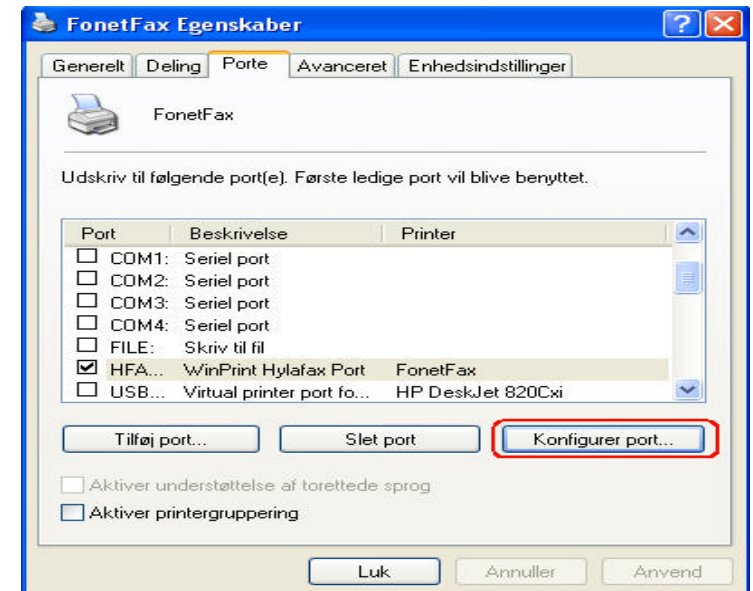 FonetFax Egenskaber
Generelt Deling Porte Avanceret Enhedsindstillinger
FonetFax
Udskriv til følgende port(e). Første ledige port vil blive benyttet.
Port Beskrivelse Printer
COM1: Seriel port
COM2: Seriel port
COM3: Seriel port
COM4: Seriel port
FILE: Skriv til fil
HFA... WinPrint Hylafax Port FonetFax
USB... Virtual printer port fo... HP DeskJet 820Cxi
Tilføj port... Slet port Konfigurer port...
Aktiver understøttelse af torettede sprog
Aktiver printergruppering
Luk Annuller Anvend